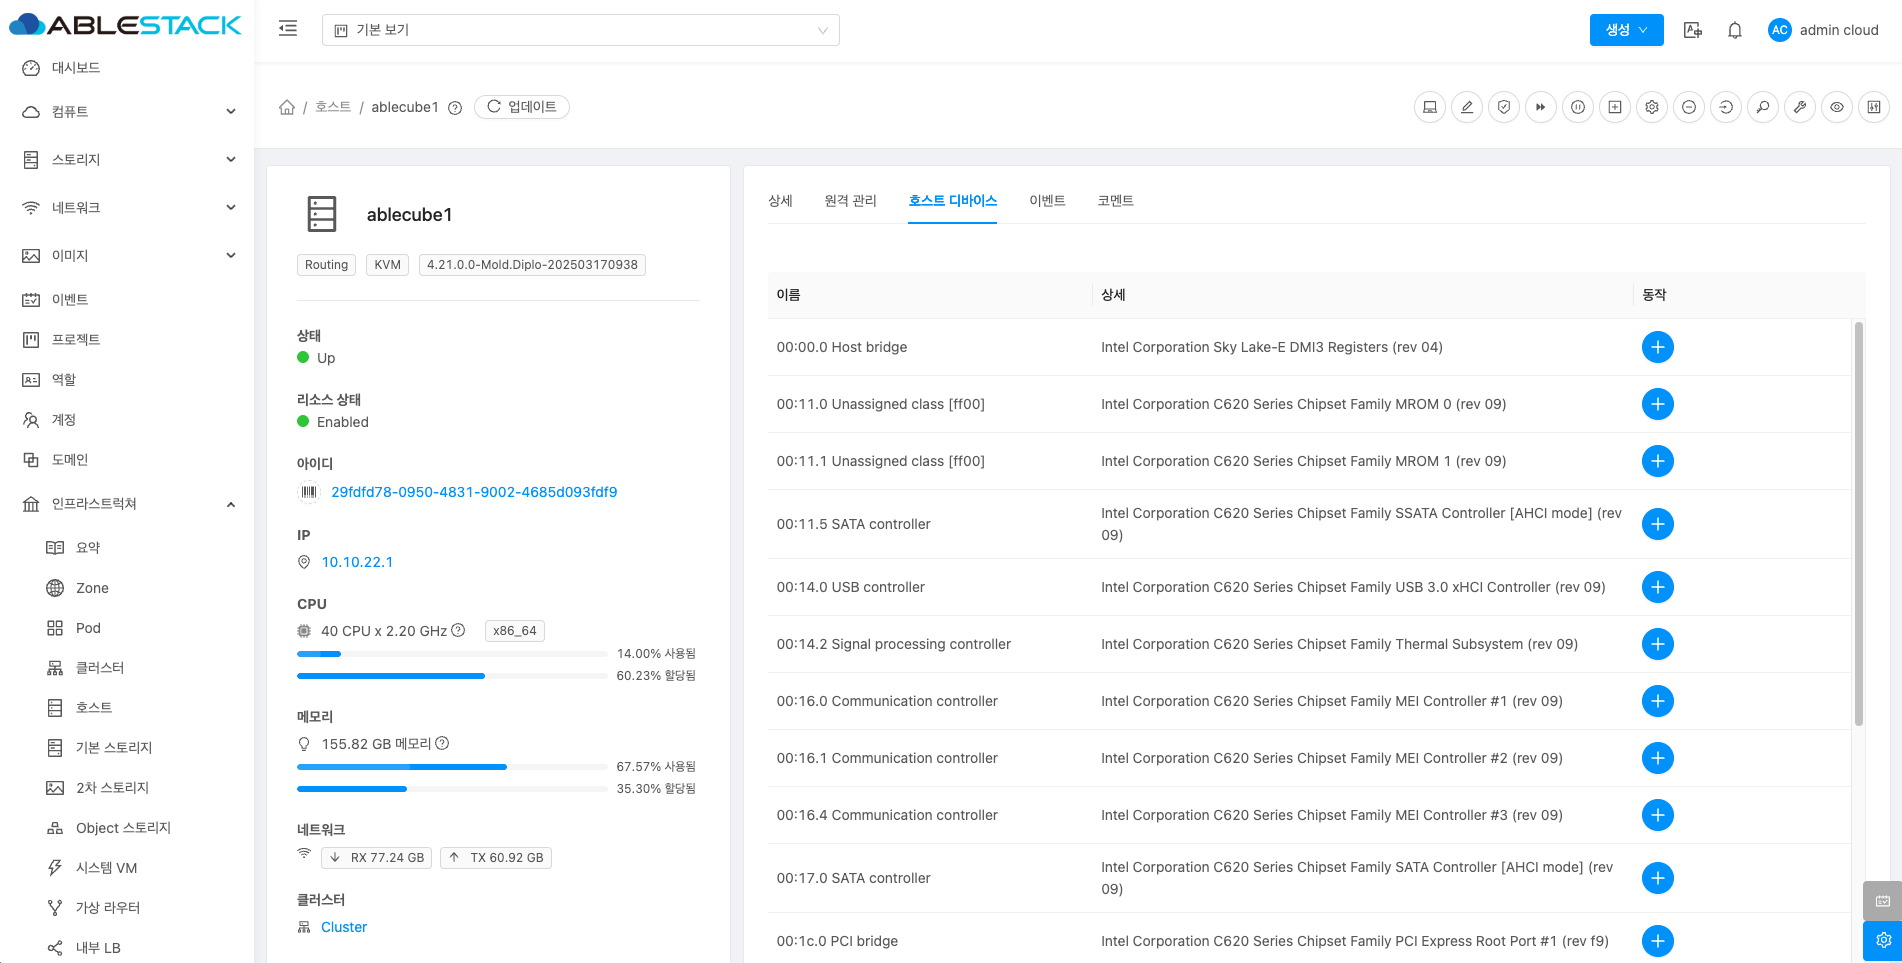 ABLESTACK
기본 보기
생성
AC
admin cloud
대시보드
컴퓨트
스토리지
네트워크
이미지
이벤트
프로젝트
역할
계정
도메인
인프라스트럭쳐
요약
Zone
Pod
클러스터
호스트
기본 스토리지
2차 스토리지
Object 스토리지
시스템 VM
가상 라우터
내부 LB
/ 호스트 / ablecube1
업데이트
ablecube1
Routing
KVM
4.21.0.0-Mold.Diplo-202503170938
상태
Up
리소스 상태
Enabled
아이디
29fdfd78-0950-4831-9002-4685d093fdf9
IP
10.10.22.1
CPU
40 CPU x 2.20 GHz
x86_64
14.00% 사용됨
60.23% 할당됨
메모리
155.82 GB 메모리
67.57% 사용됨
35.30% 할당됨
네트워크
RX 77.24 GB
TX 60.92 GB
클러스터
Cluster
상세
원격 관리
호스트 디바이스
이벤트
코멘트
이름
상세
동작
00:00.0 Host bridge
Intel Corporation Sky Lake-E DMI3 Registers (rev 04)
00:11.0 Unassigned class [ff00]
Intel Corporation C620 Series Chipset Family MROM 0 (rev 09)
00:11.1 Unassigned class [ff00]
Intel Corporation C620 Series Chipset Family MROM 1 (rev 09)
00:11.5 SATA controller
Intel Corporation C620 Series Chipset Family SSATA Controller [AHCI mode] (rev
09)
00:14.0 USB controller
Intel Corporation C620 Series Chipset Family USB 3.0 xHCI Controller (rev 09)
00:14.2 Signal processing controller
Intel Corporation C620 Series Chipset Family Thermal Subsystem (rev 09)
00:16.0 Communication controller
Intel Corporation C620 Series Chipset Family MEI Controller #1 (rev 09)
00:16.1 Communication controller
Intel Corporation C620 Series Chipset Family MEI Controller #2 (rev 09)
00:16.4 Communication controller
Intel Corporation C620 Series Chipset Family MEI Controller #3 (rev 09)
00:17.0 SATA controller
Intel Corporation C620 Series Chipset Family SATA Controller [AHCI mode] (rev
09)
00:1c.0 PCI bridge
Intel Corporation C620 Series Chipset Family PCI Express Root Port #1 (rev f9)